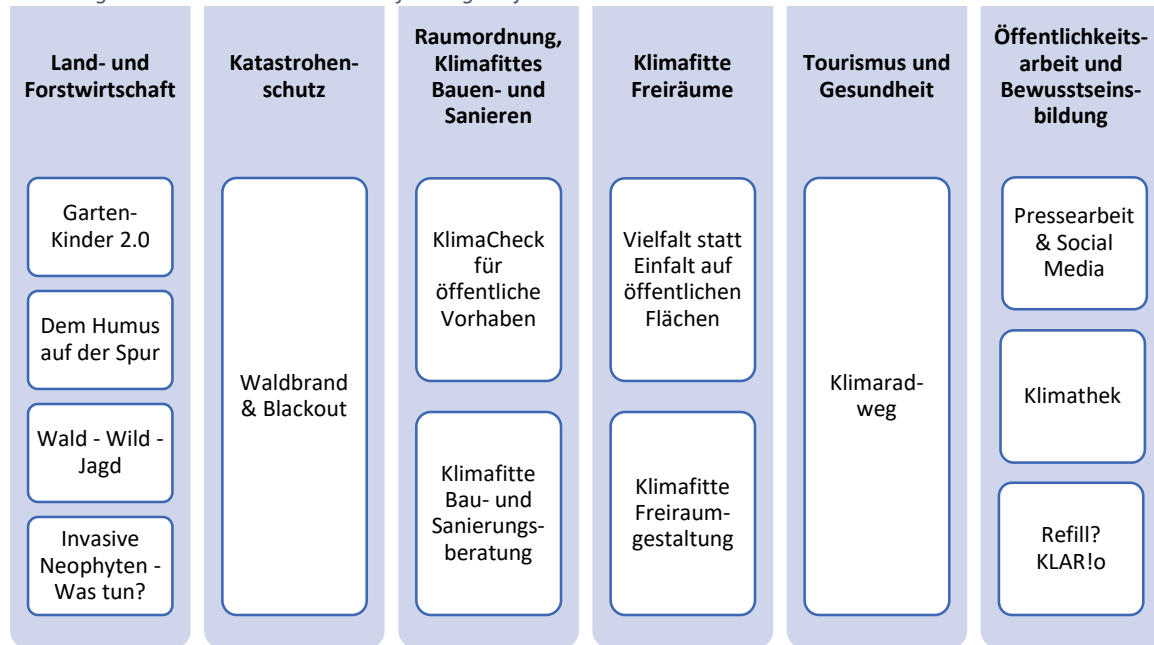 Land- und
Forstwirtschaft
Garten-
Kinder 2.0
Dem Humus
auf der Spur
Wald - Wild -
Jagd
Invasive
Neophyten -
Was tun?
Katastrohen-
schutz
Waldbrand
& Blackout
Raumordnung,
Klimafittes
Bauen- und
Sanieren
KlimaCheck
für
öffentliche
Vorhaben
Klimafitte
Bau- und
Sanierungs-
beratung
Klimafitte
Freiräume
Vielfalt statt
Einfalt auf
öffentlichen
Flächen
Klimafitte
Freiraum-
gestaltung
Tourismus und
Gesundheit
Klimarad-
weg
Öffentlichkeits-
arbeit und
Bewusstseins-
bildung
Pressearbeit
& Social
Media
Klimathek
Refill?
KLAR!o